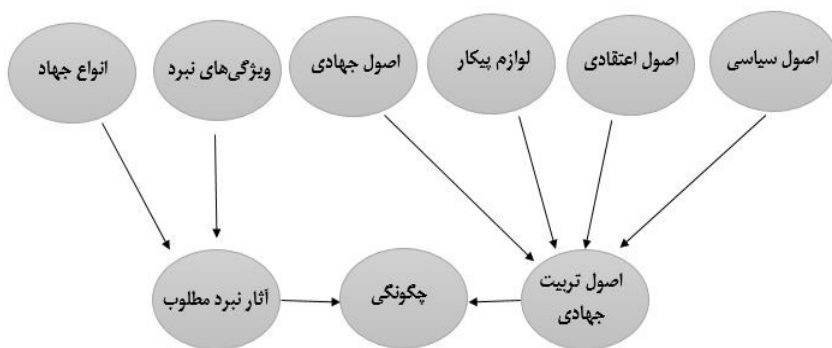 اصول سیاسی
اصول اعتقادی
لوازم پیکار
اصول جهادی
ویژگی‌های نبرد
انواع جهاد
اصول تربیت
جهادی
چگونگی
آثار نبرد مطلوب